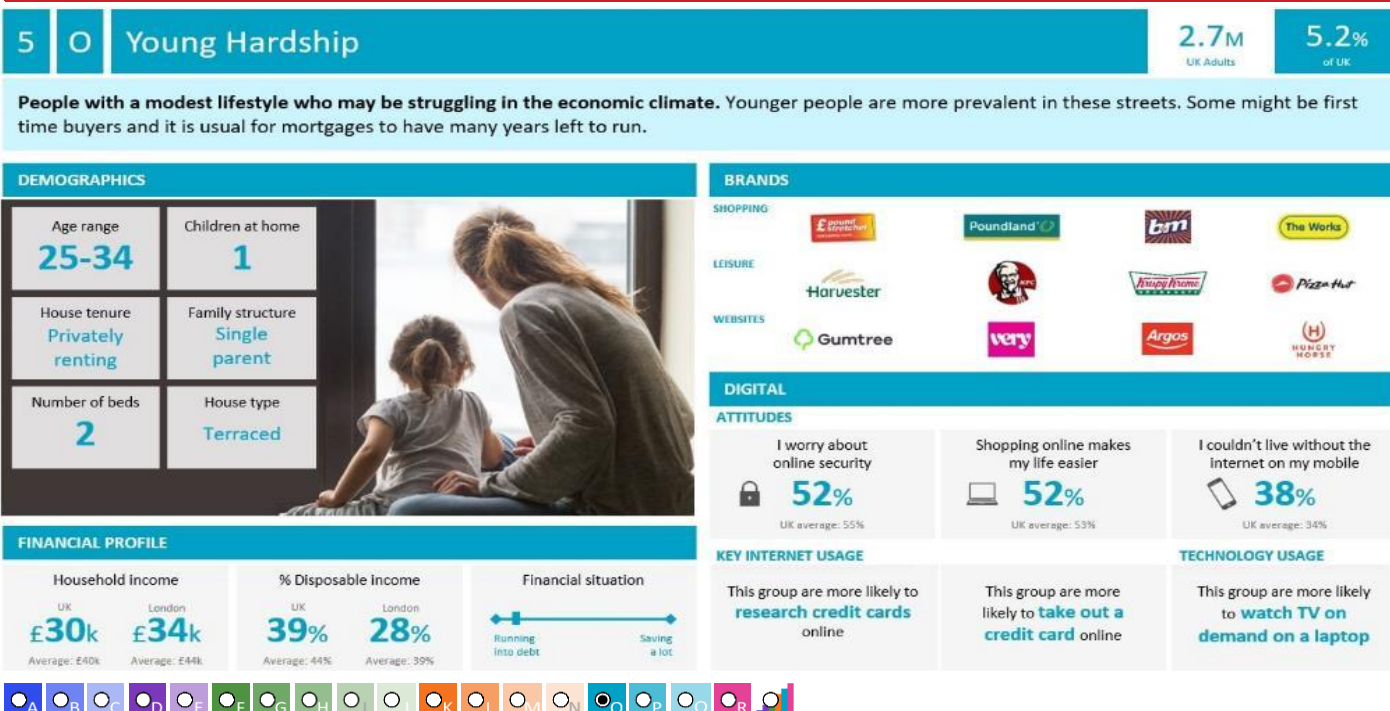 5 O Young Hardship
2.7M
UK Adults
5.2%
of UK
People with a modest lifestyle who may be struggling in the economic climate. Younger people are more prevalent in these streets. Some might be first
time buyers and it is usual for mortgages to have many years left to run.
DEMOGRAPHICS
Age range
25-34
Children at home
1
House tenure
Privately
renting
Family structure
Single
parent
Number of beds
2
House type
Terraced
FINANCIAL PROFILE
Household income
UK
£30k
Average: £40k
London
£34k
Average: £44k
% Disposable income
UK
39%
Average: 44%
London
28%
Average: 39%
Financial situation
Running
into debt
Saving
a lot
BRANDS
SHOPPING
£ pound
stretcher
Poundland
bm
The Works
LEISURE
Harvester
KFC
Krispy Kreme
Pizza Hut
WEBSITES
Gumtree
very
Argos
H
HUNGRY
HORSE
DIGITAL
ATTITUDES
I worry about
online security
52%
UK average: 55%
Shopping online makes
my life easier
52%
UK average: 53%
I couldn't live without the
internet on my mobile
38%
UK average: 34%
KEY INTERNET USAGE
This group are more likely to
research credit cards
online
This group are more
likely to take out a
credit card online
TECHNOLOGY USAGE
This group are more likely
to watch TV on
demand on a laptop
A B C D E F G H I J K L M N O P Q R